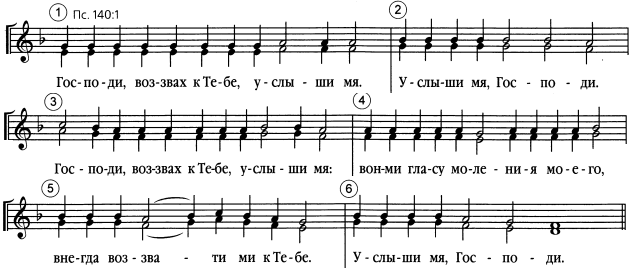 ① Пс. 140:1 ②
Гос-по-ди, воз-звах к Те-бе, у-слы-ши мя. У-слы-ши мя, Гос-по-ди.
③ ④
Гос-по-ди, воз-звах к Те-бе, у-слы-ши мя: вон-ми гла-су мо-ле-ни-я мо-е-го,
⑤ ⑥
вне-гда воз-зва-ти ми к Те-бе. У-слы-ши мя, Гос-по-ди.